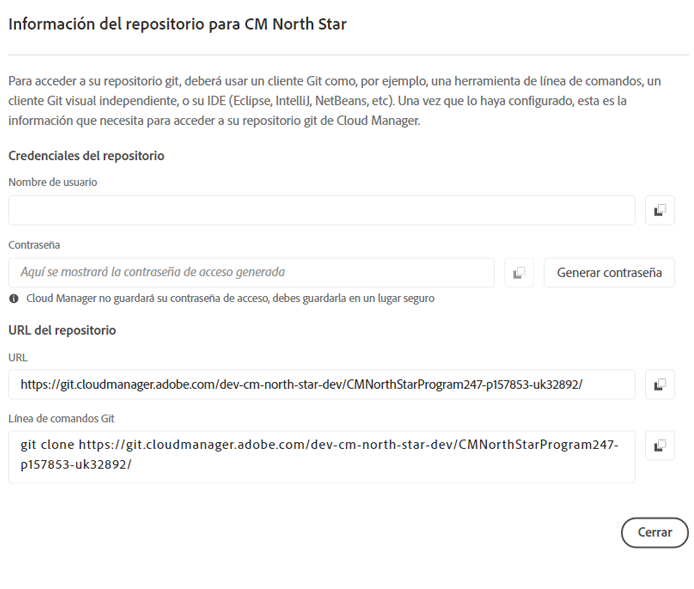 Información del repositorio para CM North Star
Para acceder a su repositorio git, deberá usar un cliente Git como, por ejemplo, una herramienta de línea de comandos, un
cliente Git visual independiente, o su IDE (Eclipse, IntelliJ, NetBeans, etc). Una vez que lo haya configurado, esta es la
información que necesita para acceder a su repositorio git de Cloud Manager.
Credenciales del repositorio
Nombre de usuario
Contraseña
Aquí se mostrará la contraseña de acceso generada
Generar contraseña
Cloud Manager no guardará su contraseña de acceso, debes guardarla en un lugar seguro
URL del repositorio
URL
https://git.cloudmanager.adobe.com/dev-cm-north-star-dev/CMNorthStarProgram247-p157853-uk32892/
Línea de comandos Git
git clone https://git.cloudmanager.adobe.com/dev-cm-north-star-dev/CMNorthStarProgram247-
p157853-uk32892/
Cerrar